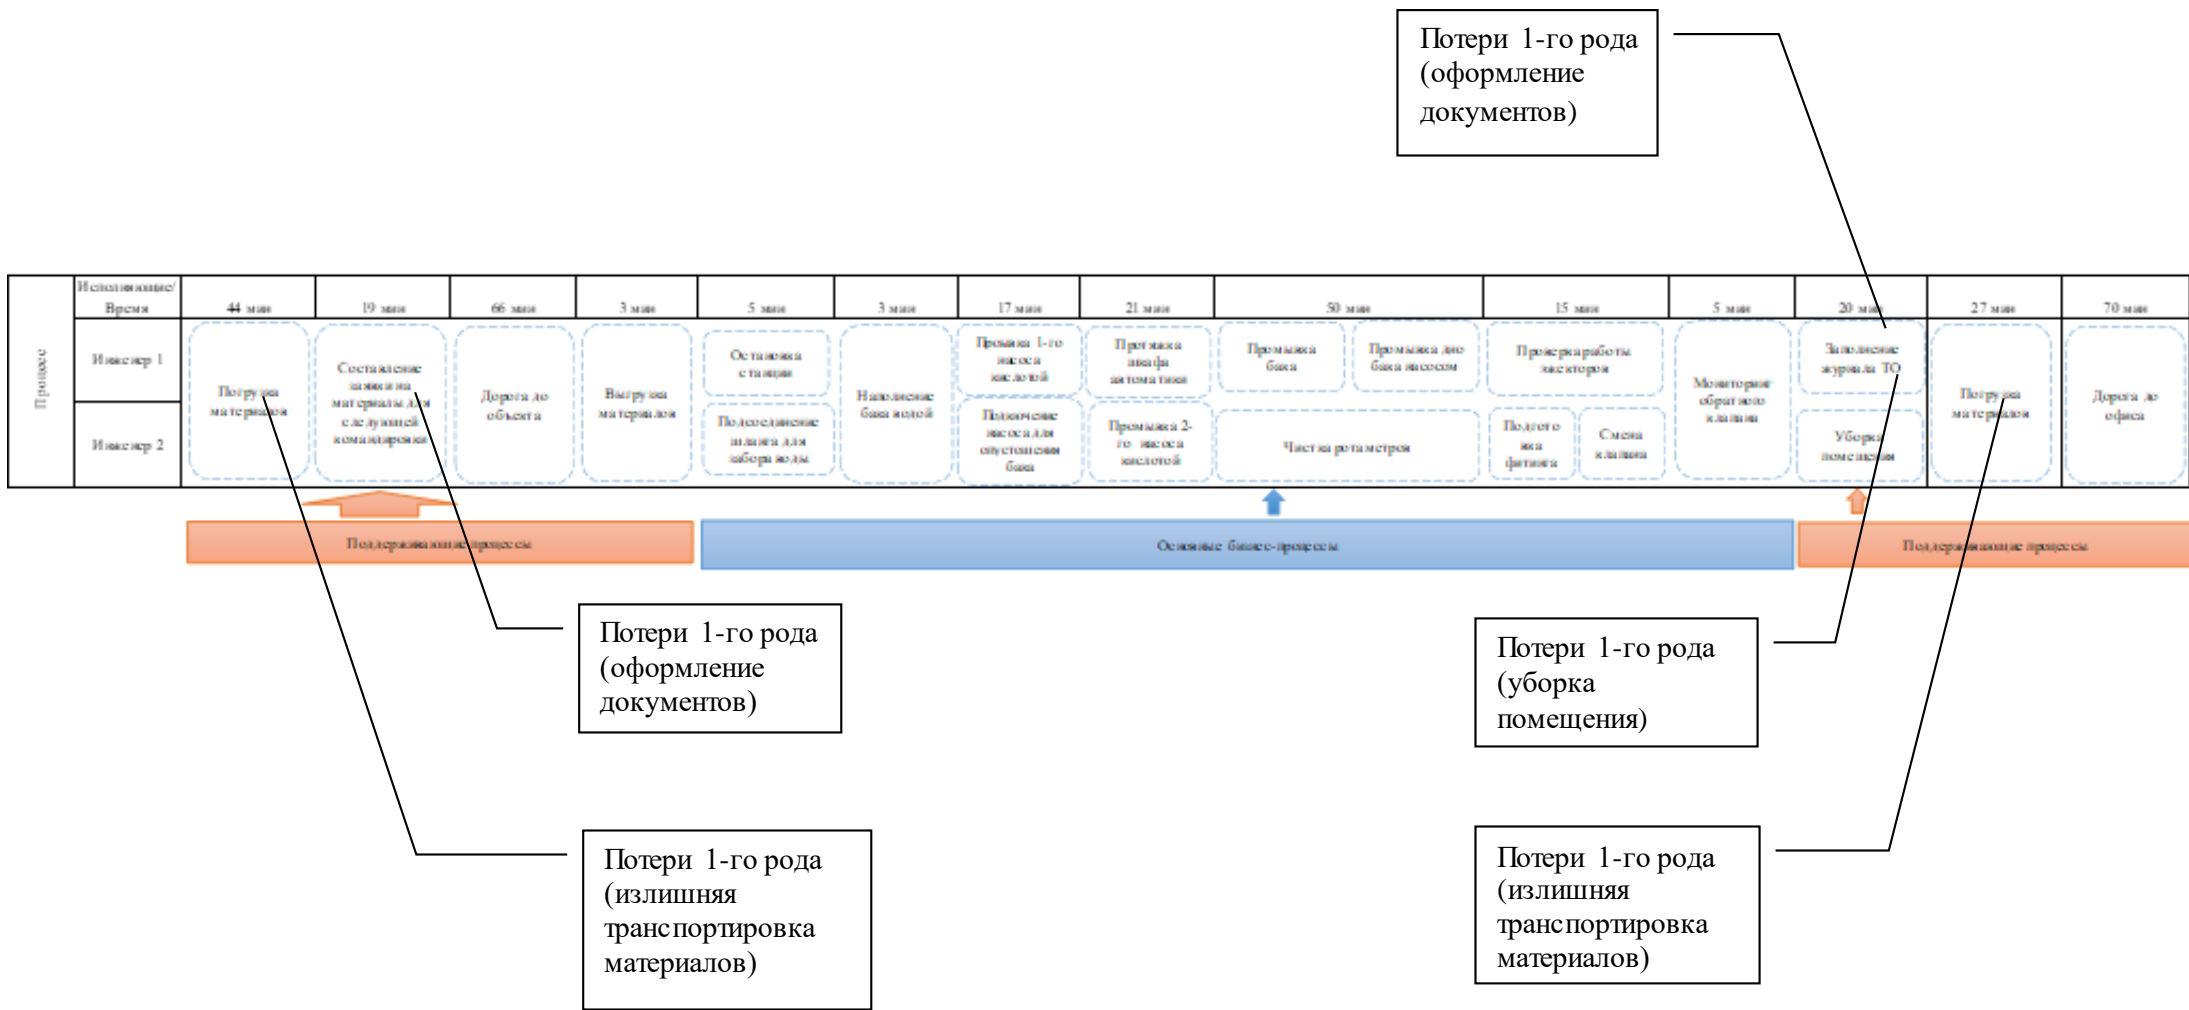 Потери 1-го рода
(оформление
документов)
Процесс
Исполняющие/
Время
44 мин
19 мин
66 мин
3 мин
5 мин
3 мин
17 мин
21 мин
50 мин
15 мин
5 мин
20 мин
27 мин
70 мин
Инженер 1
Инженер 2
Погрузка
материалов
Составление
заявки на
материалы для
следующей
командировки
Дорога до
объекта
Выгрузка
материалов
Остановка
станции
Подсоединение
шланга для
забора воды
Наполнение
бака водой
Промывка 1-го
насоса
кислотой
Подключение
насоса для
опустошения
бака
Протяжка
шкафа
автоматики
Промывка 2-
го насоса
кислотой
Промывка
бака
Промывка дно
бака насосом
Чистка ротаметров
Проверка работы
эжекторов
Подгото
вка
фитинга
Смена
клапана
Мониторинг
обратного
клапана
Заполнение
журнала ТО
Уборка
помещения
Погрузка
материалов
Дорога до
офиса
Поддерживающие процессы
Основные бизнес-процессы
Поддерживающие процессы
Потери 1-го рода
(оформление
документов)
Потери 1-го рода
(уборка
помещения)
Потери 1-го рода
(излишняя
транспортировка
материалов)
Потери 1-го рода
(излишняя
транспортировка
материалов)